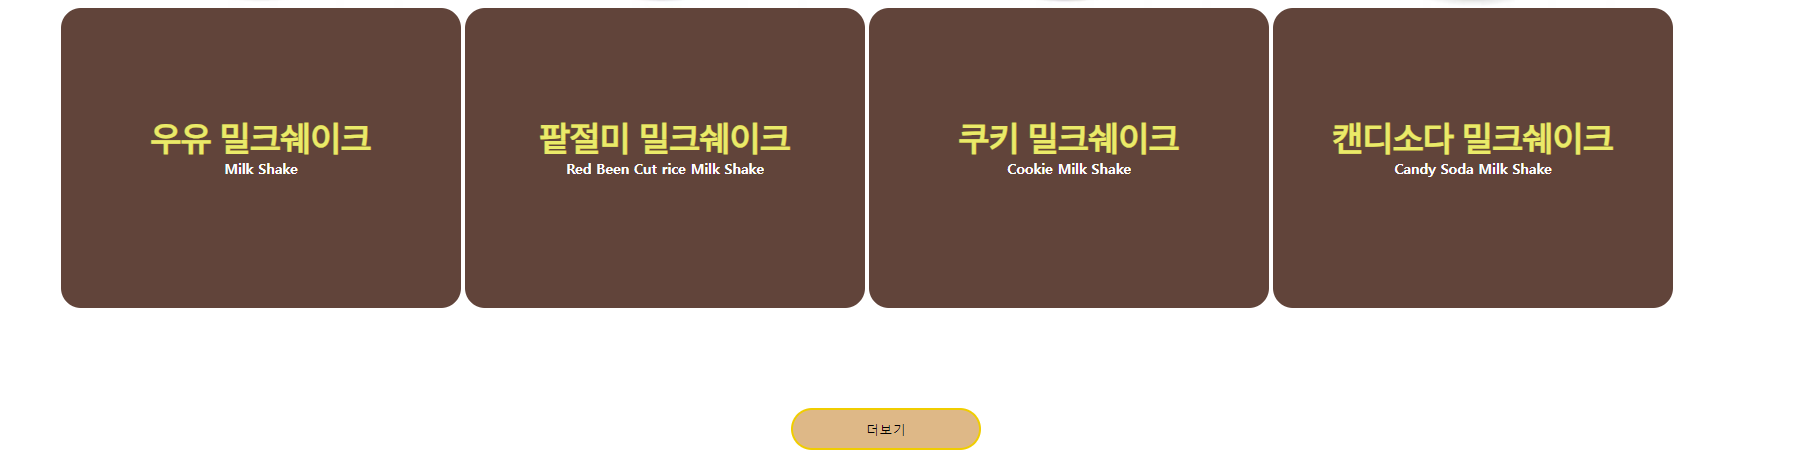 우유 밀크쉐이크
Milk Shake
팥절미 밀크쉐이크
Red Been Cut rice Milk Shake
쿠키 밀크쉐이크
Cookie Milk Shake
캔디소다 밀크쉐이크
Candy Soda Milk Shake
더보기